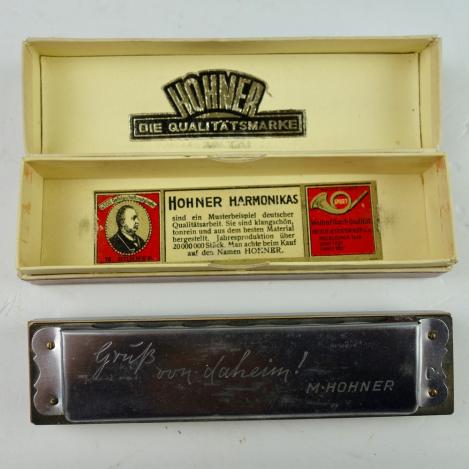 HOHNER
DIE QUALITÄTSMARKE
HOHNER HARMONIKAS
sind ein Musterbeispiel deutscher
Qualitätsarbeit. Sie sind klangschön,
tonrein und aus dem besten Material
hergestellt. Jahresproduktion über
20 000 000 Stück. Man achte beim Kauf
auf den Namen HOHNER.
M. HOHNER.
SPORT
Gruß
von daheim!
M·HOHNER